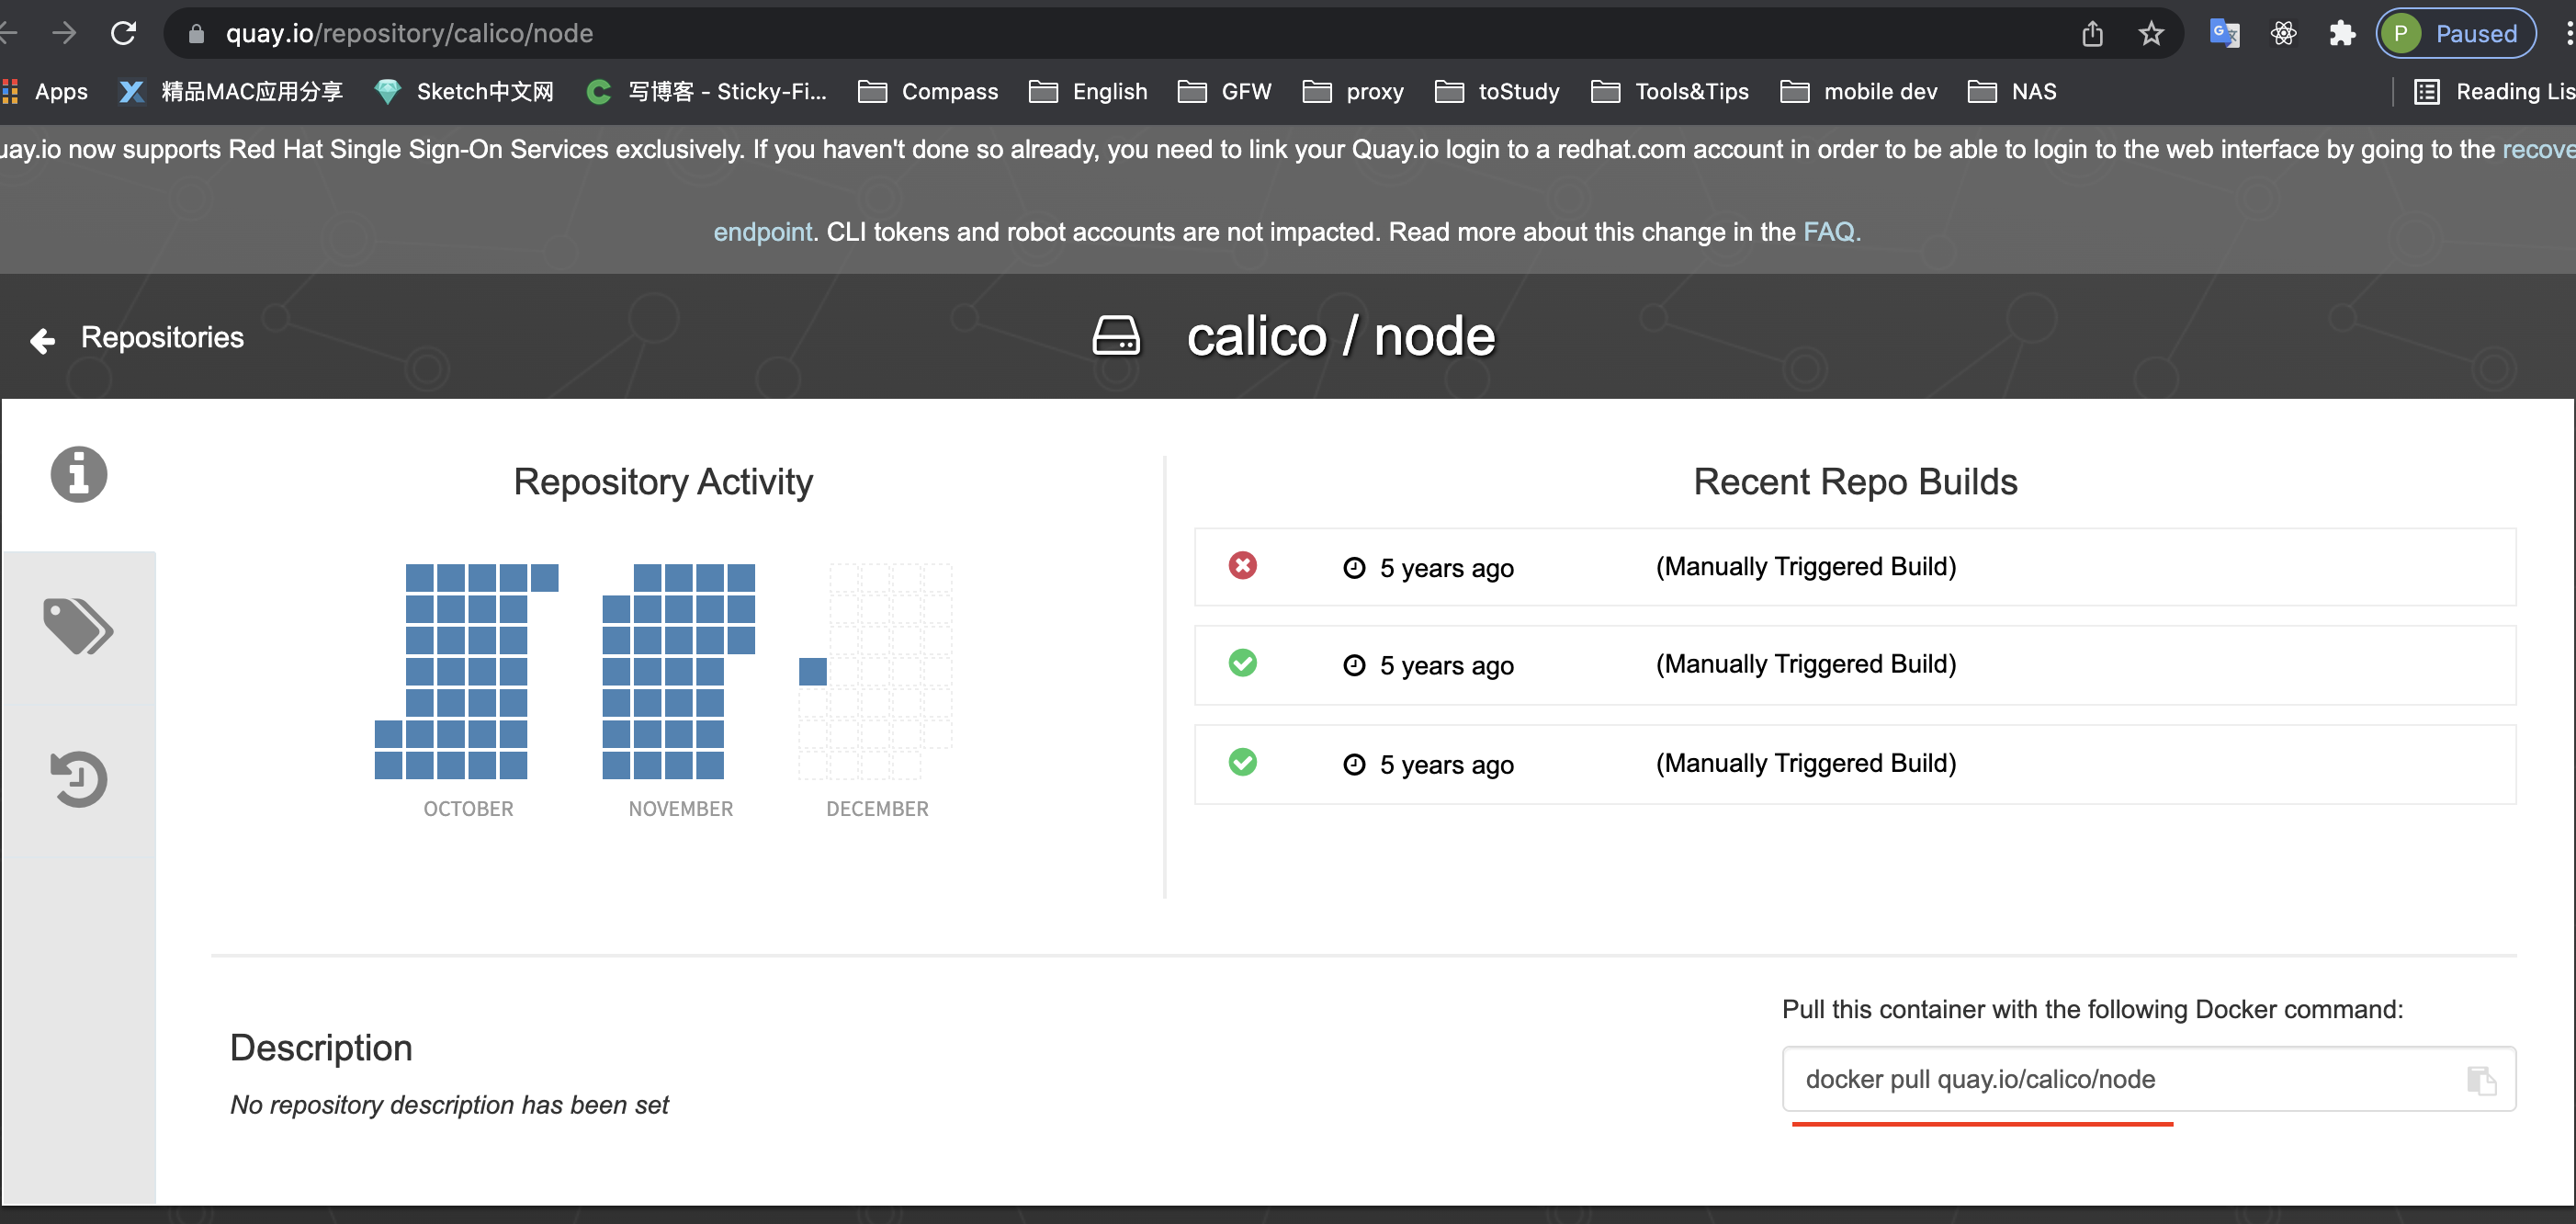 quay.io/repository/calico/node
P Paused
Apps 精品MAC应用分享 Sketch中文网 写博客 - Sticky-Fi... Compass English GFW proxy toStudy Tools&Tips mobile dev NAS Reading Lis
uay.io now supports Red Hat Single Sign-On Services exclusively. If you haven't done so already, you need to link your Quay.io login to a redhat.com account in order to be able to login to the web interface by going to the recove
endpoint. CLI tokens and robot accounts are not impacted. Read more about this change in the FAQ.
Repositories
calico / node
Repository Activity
OCTOBER NOVEMBER DECEMBER
Recent Repo Builds
5 years ago (Manually Triggered Build)
5 years ago (Manually Triggered Build)
5 years ago (Manually Triggered Build)
Description
No repository description has been set
Pull this container with the following Docker command:
docker pull quay.io/calico/node